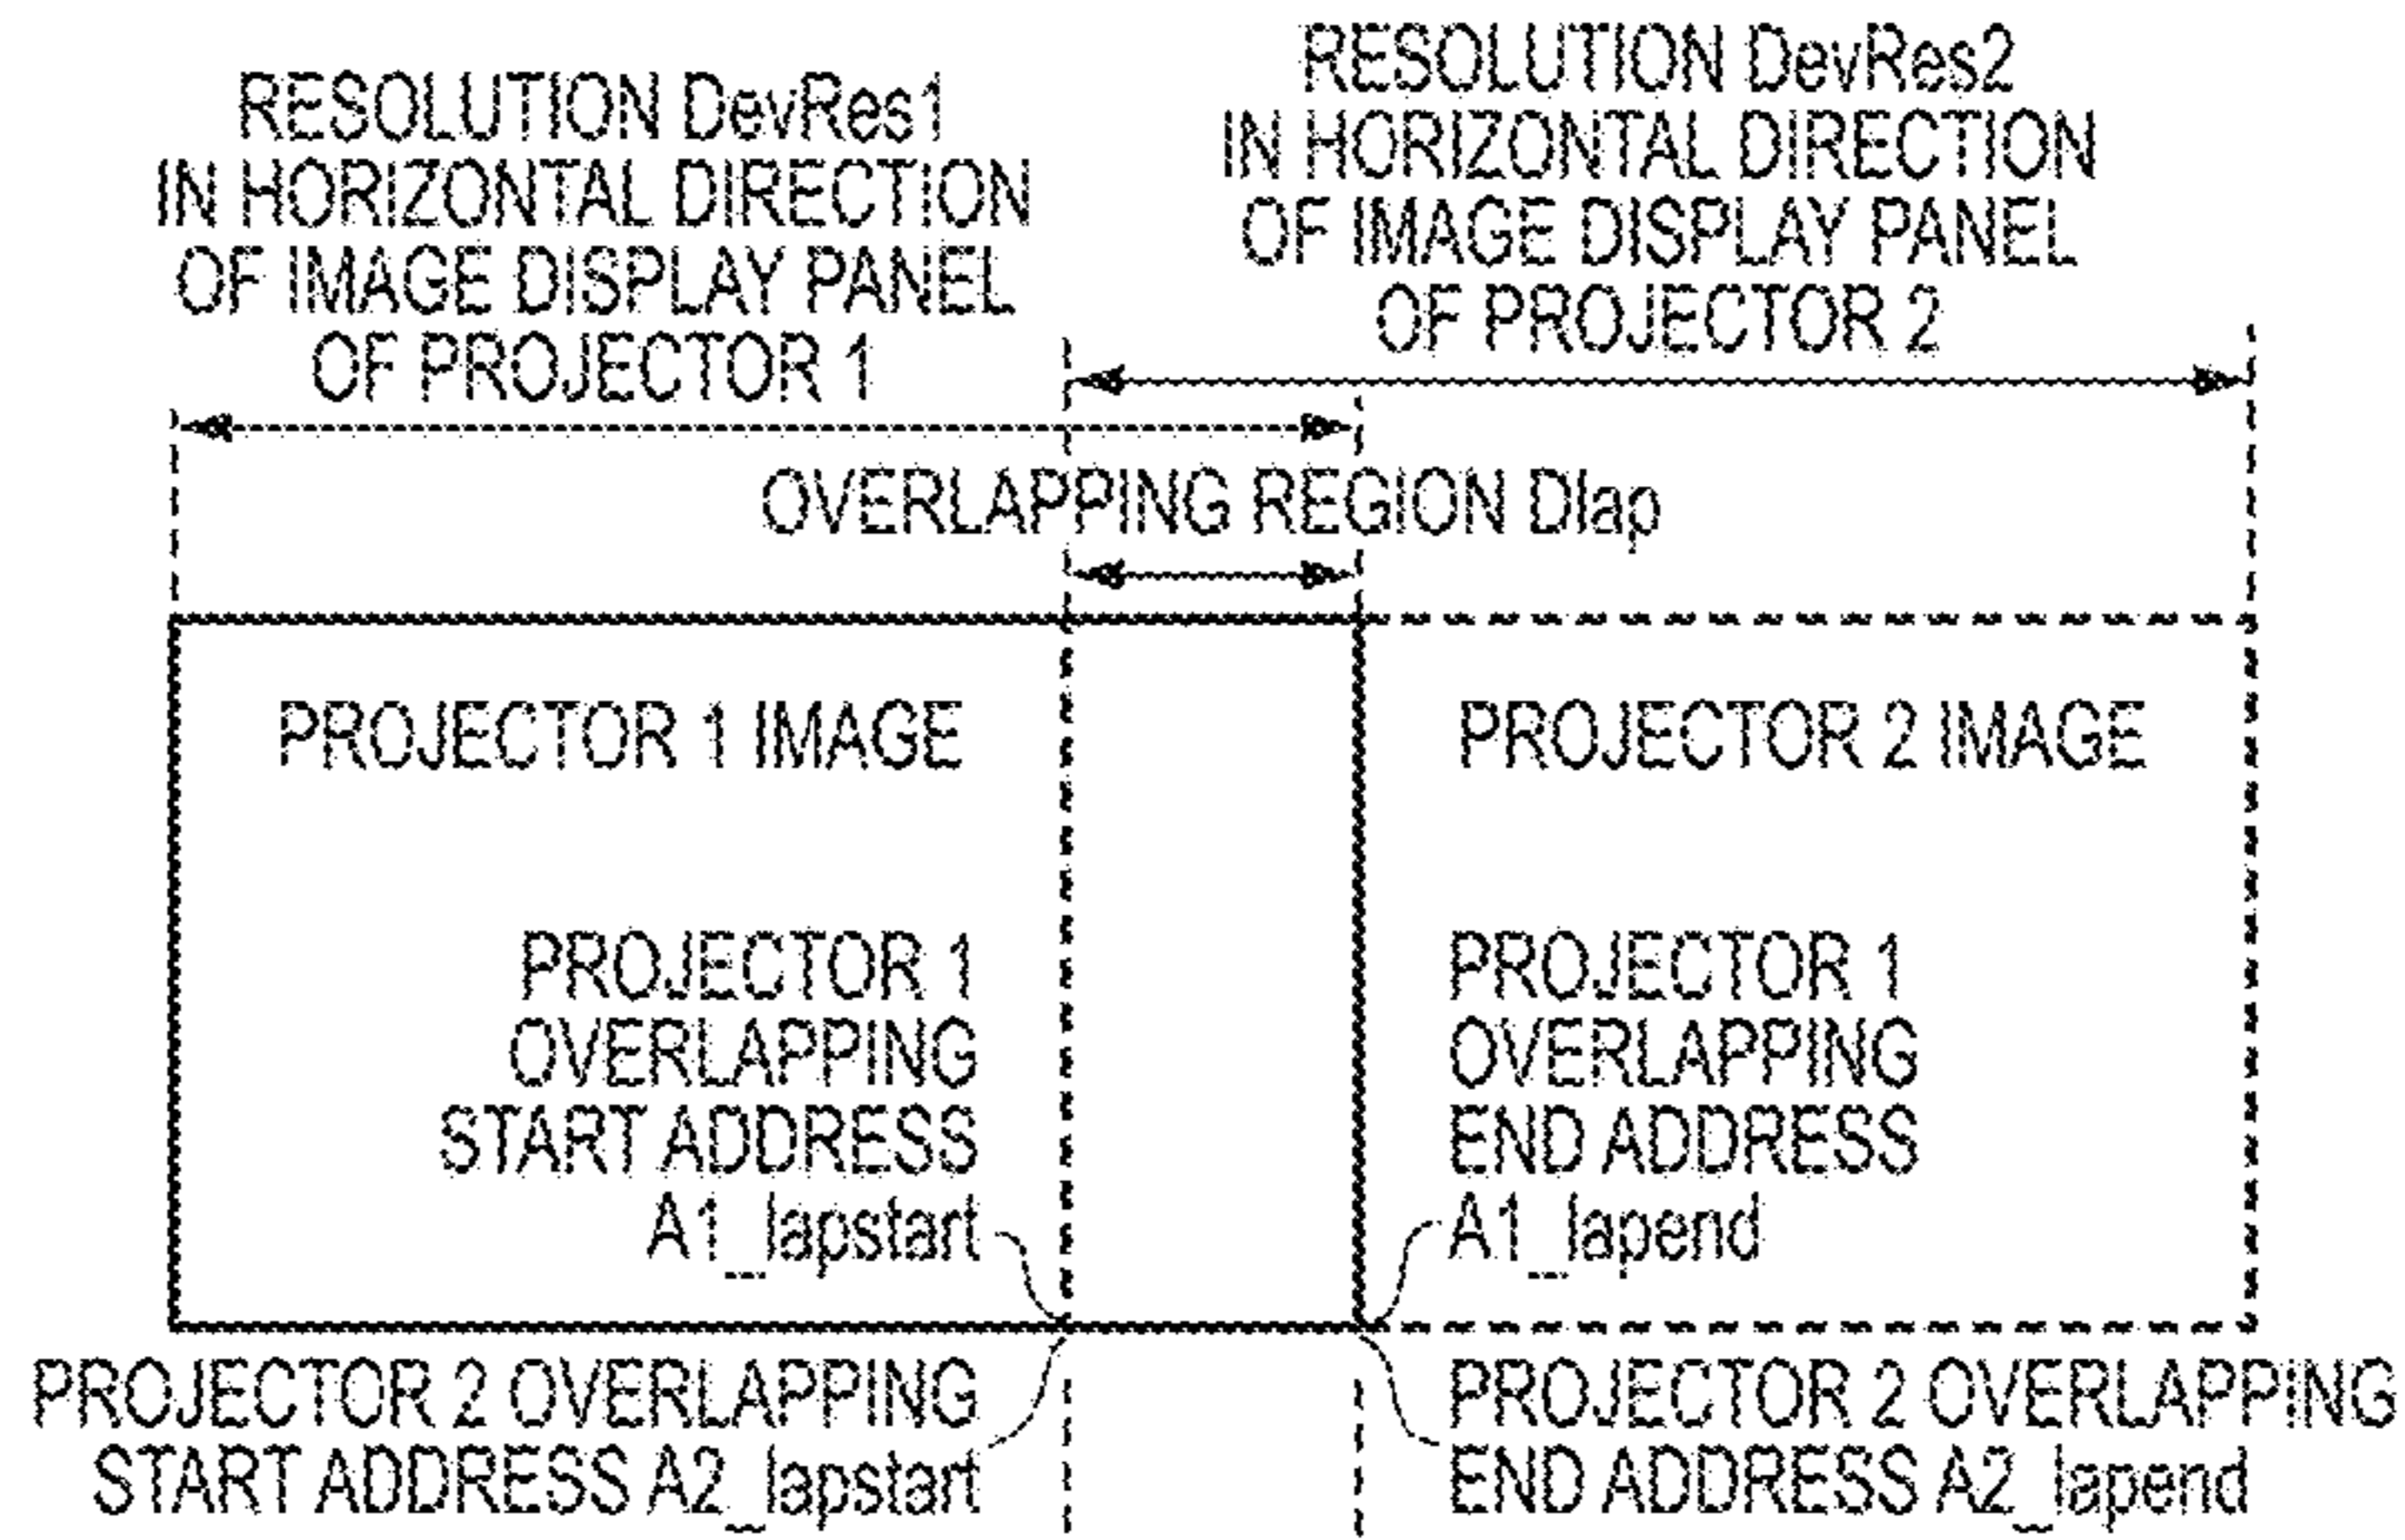 RESOLUTION DevRes1
IN HORIZONTAL DIRECTION
OF IMAGE DISPLAY PANEL
OF PROJECTOR 1
RESOLUTION DevRes2
IN HORIZONTAL DIRECTION
OF IMAGE DISPLAY PANEL
OF PROJECTOR 2
OVERLAPPING REGION Dlap
PROJECTOR 1 IMAGE
PROJECTOR 2 IMAGE
PROJECTOR 1
OVERLAPPING
START ADDRESS
A1_lapstart
PROJECTOR 1
OVERLAPPING
END ADDRESS
A1_lapend
PROJECTOR 2 OVERLAPPING
START ADDRESS A2_lapstart
PROJECTOR 2 OVERLAPPING
END ADDRESS A2_lapend